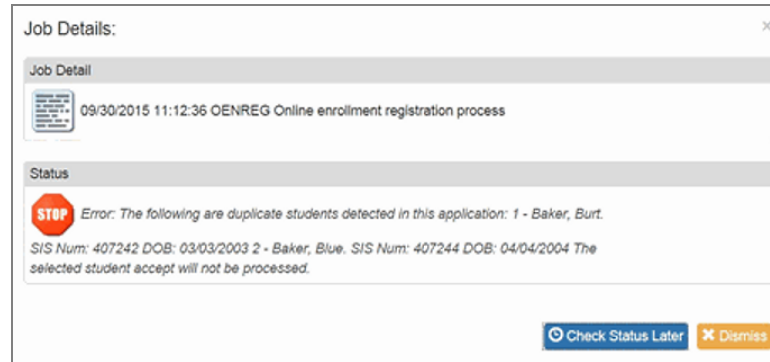 Job Details:
×
Job Detail
09/30/2015 11:12:36 OENREG Online enrollment registration process
Status
STOP Error: The following are duplicate students detected in this application: 1 - Baker, Burt.
SIS Num: 407242 DOB: 03/03/2003 2 - Baker, Blue. SIS Num: 407244 DOB: 04/04/2004 The
selected student accept will not be processed.
Check Status Later × Dismiss